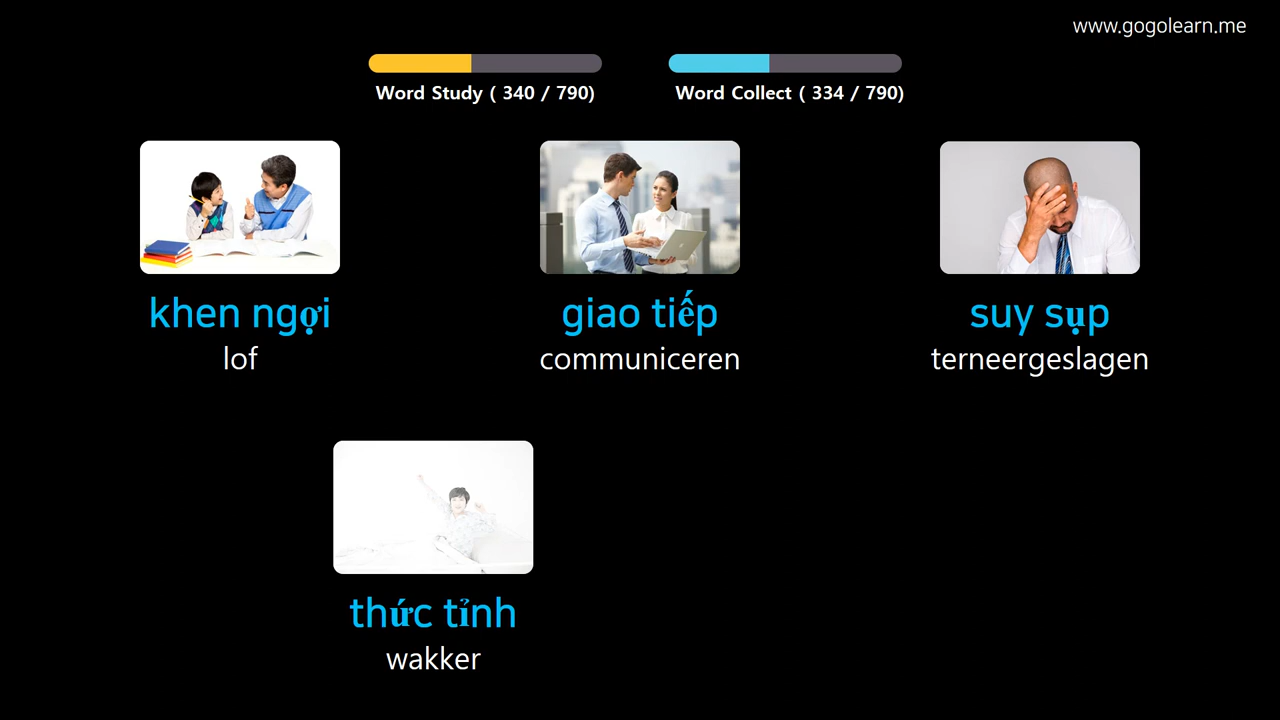 www.gogolearn.me
Word Study ( 340 / 790)
Word Collect ( 334 / 790)
khen ngợi
lof
giao tiếp
communiceren
suy sụp
terneergeslagen
thức tỉnh
wakker